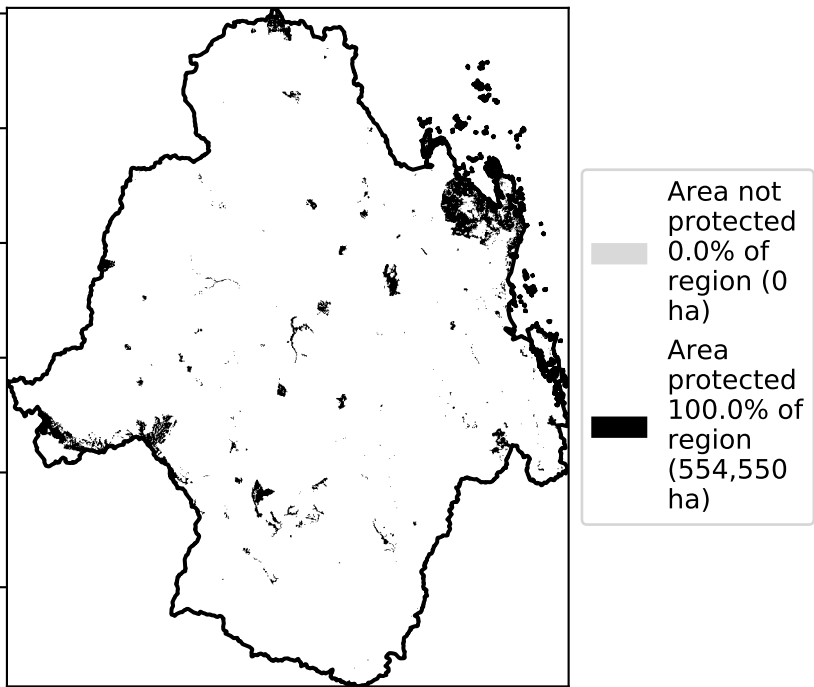 Area not
protected
0.0% of
region (0
ha)
Area
protected
100.0% of
region
(554,550
ha)